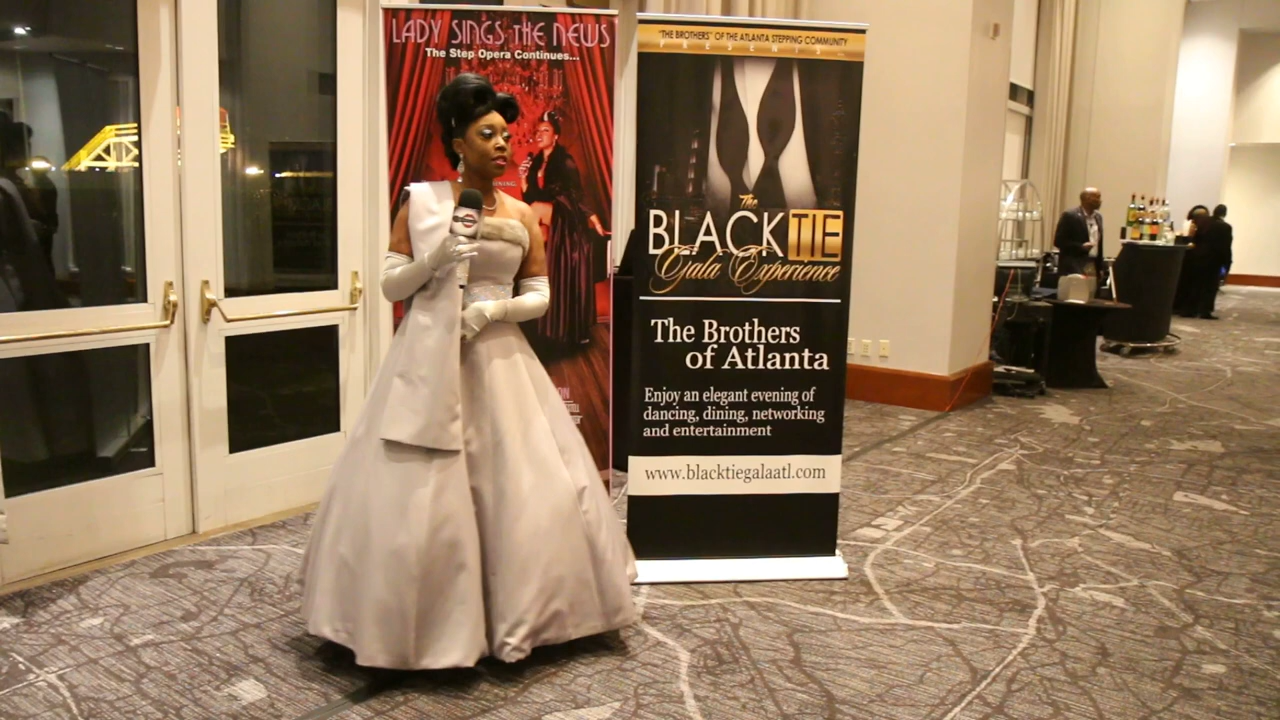 LADY SINGS THE NEWS
The Step Opera Continues...
"THE BROTHERS" OF THE ATLANTA STEPPING COMMUNITY
PRESENTS
The
BLACK TIE
Gala Experience
The Brothers
of Atlanta
Enjoy an elegant evening of
dancing, dining, networking
and entertainment
www.blacktiegalaatl.com